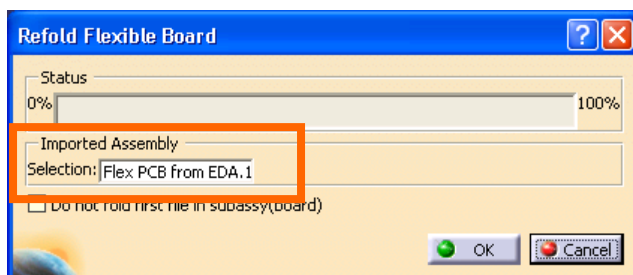 Refold Flexible Board
Status
0% 100%
Imported Assembly
Selection: Flex PCB from EDA.1
Do not fold first file in subassy(board)
OK Cancel